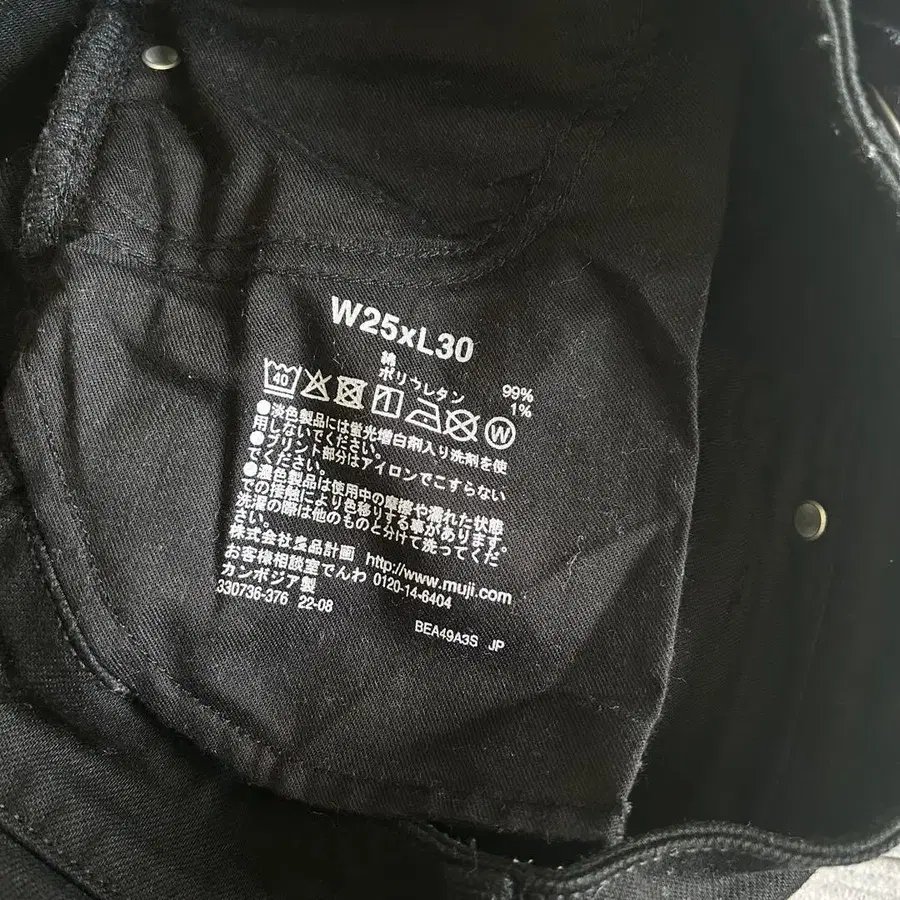 W25xL30
綿 99%
ポリウレタン 1%
40 W
●淡色製品には蛍光増白剤入り洗剤を使
用しないでください。
●プリント部分はアイロンでこすらない
でください。
●濃色製品は使用中の摩擦や濡れた状態
での接触により色移りする事があります。
洗濯の際は他のものと分けて洗ってくだ
さい。
株式会社良品計画 http://www.muji.com
お客様相談室でんわ 0120-14-6404
カンボジア製
330736-376 22-08
BEA49A3S JP